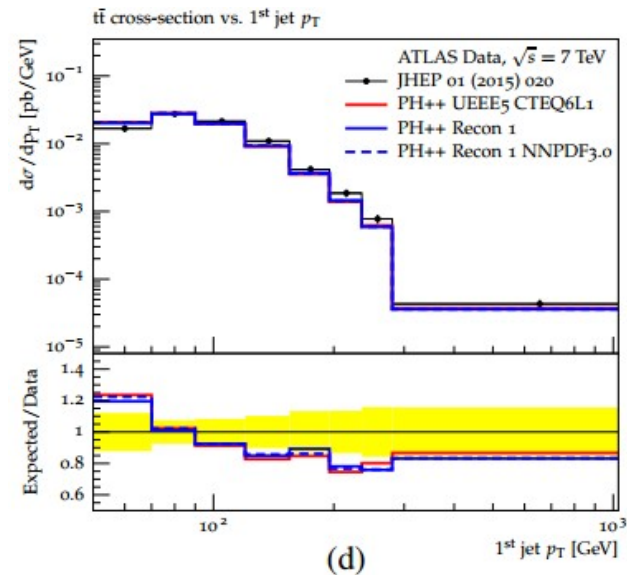 tt̄ cross-section vs. 1st jet pT
dσ/dpT [pb/GeV]
10⁻¹
10⁻²
10⁻³
10⁻⁴
10⁻⁵
ATLAS Data, √s = 7 TeV
JHEP 01 (2015) 020
PH++ UEEE5 CTEQ6L1
PH++ Recon 1
PH++ Recon 1 NNPDF3.0
Expected/Data
1.4
1.2
1
0.8
0.6
10²
10³
1st jet pT [GeV]
(d)